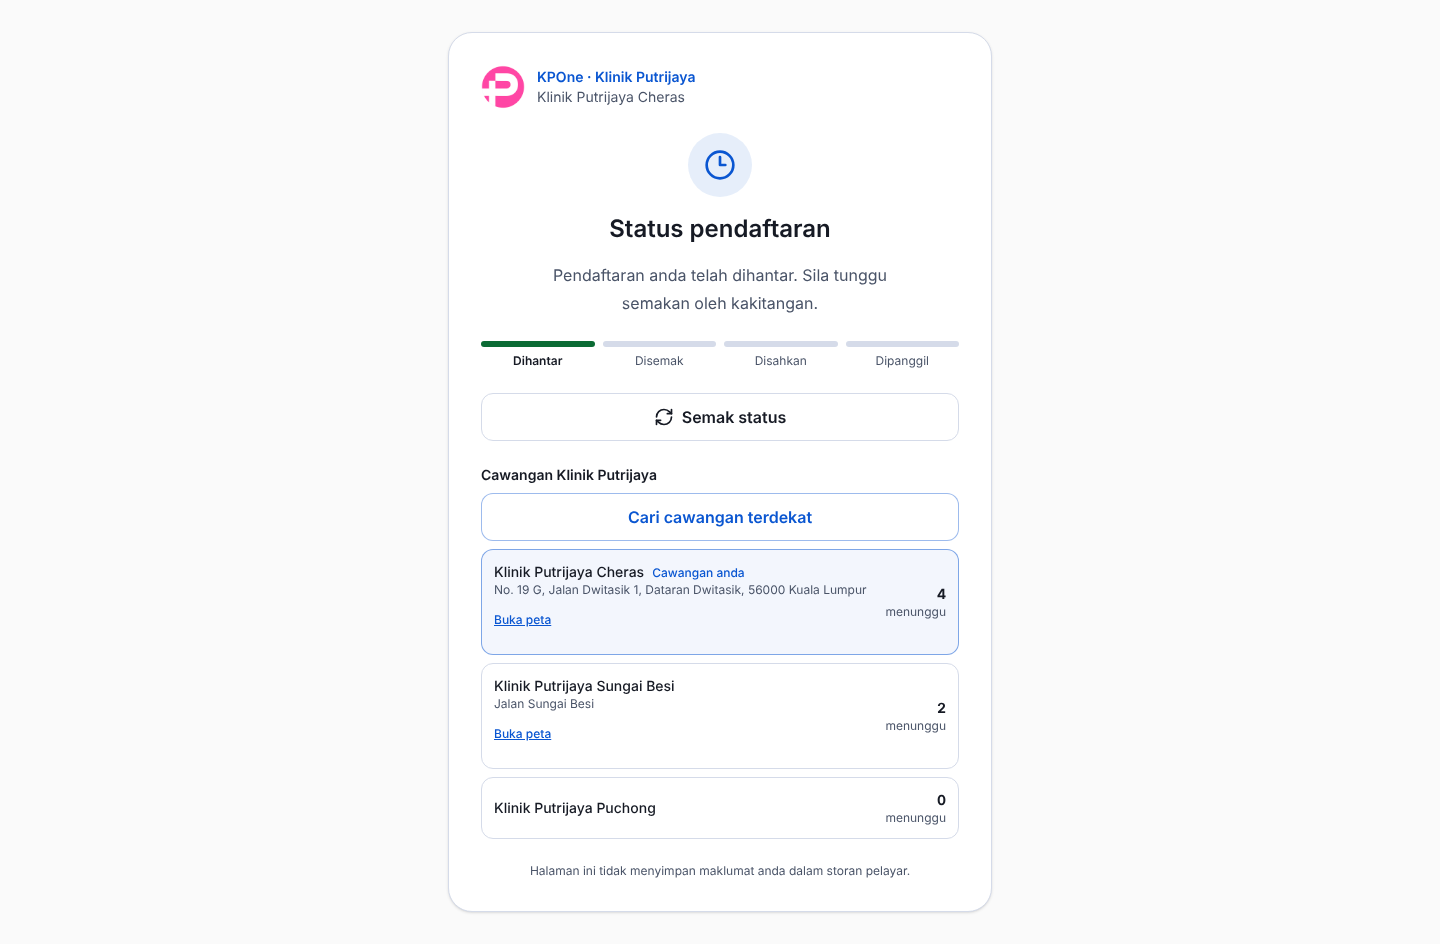 KPOne · Klinik Putrijaya
Klinik Putrijaya Cheras
Status pendaftaran
Pendaftaran anda telah dihantar. Sila tunggu
semakan oleh kakitangan.
Dihantar
Disemak
Disahkan
Dipanggil
Semak status
Cawangan Klinik Putrijaya
Cari cawangan terdekat
Klinik Putrijaya Cheras Cawangan anda
No. 19 G, Jalan Dwitasik 1, Dataran Dwitasik, 56000 Kuala Lumpur
Buka peta
4
menunggu
Klinik Putrijaya Sungai Besi
Jalan Sungai Besi
Buka peta
2
menunggu
Klinik Putrijaya Puchong
0
menunggu
Halaman ini tidak menyimpan maklumat anda dalam storan pelayar.